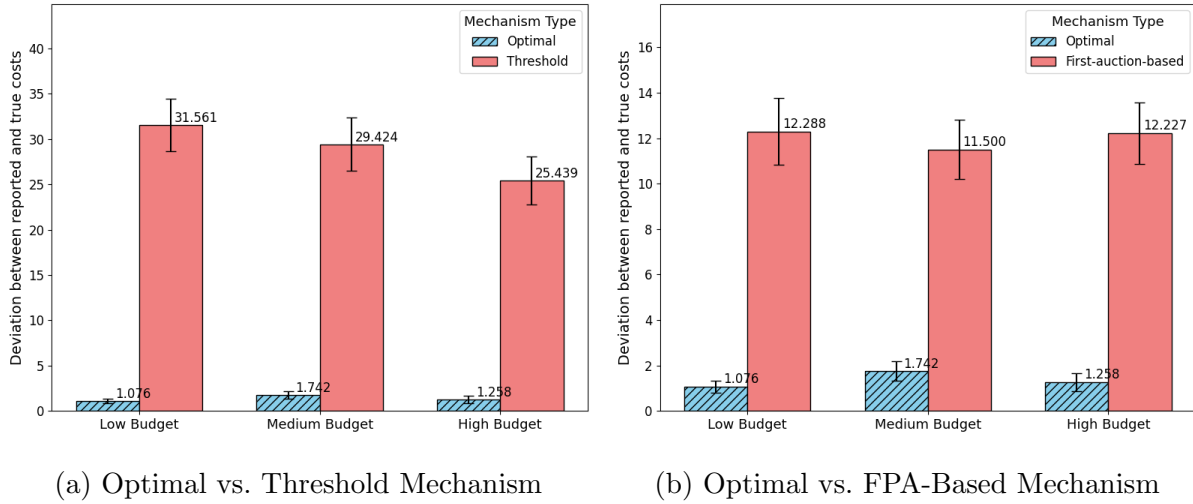 Deviation between reported and true costs
40
35
30
25
20
15
10
5
0
Mechanism Type
Optimal
Threshold
31.561
29.424
25.439
1.076
1.742
1.258
Low Budget
Medium Budget
High Budget
(a) Optimal vs. Threshold Mechanism
Deviation between reported and true costs
16
14
12
10
8
6
4
2
0
Mechanism Type
Optimal
First-auction-based
12.288
11.500
12.227
1.076
1.742
1.258
Low Budget
Medium Budget
High Budget
(b) Optimal vs. FPA-Based Mechanism